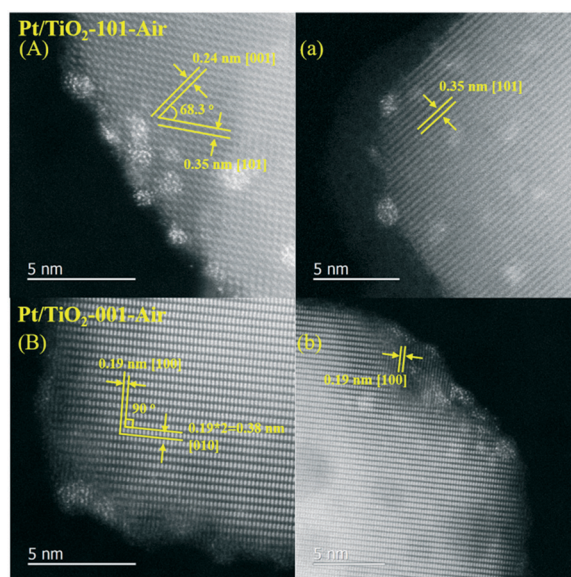 Pt/TiO₂-101-Air
(A)
0.24 nm [001]
68.3 °
0.35 nm [101]
5 nm
(a)
0.35 nm [101]
5 nm
Pt/TiO₂-001-Air
(B)
0.19 nm [100]
90 °
0.19*2=0.38 nm
[010]
5 nm
(b)
0.19 nm [100]
5 nm